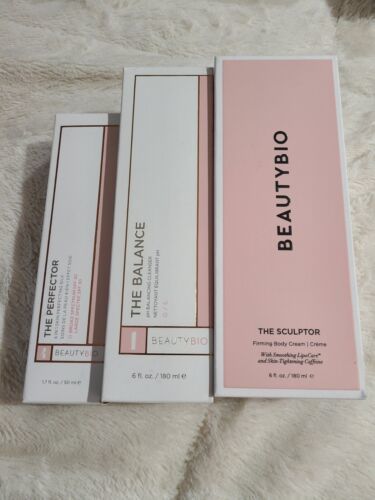 THE PERFECTOR
BEAUTYBIO
1.7 fl. oz. / 50 ml ℮
THE BALANCE
pH BALANCING CLEANSER
NETTOYANT ÉQUILIBRANT pH
BEAUTYBIO
6 fl. oz. / 180 ml ℮
BEAUTYBIO
THE SCULPTOR
Firming Body Cream | Crème
With Smoothing LipoCare®
and Skin-Tightening Caffeine
6 fl. oz. / 180 ml ℮